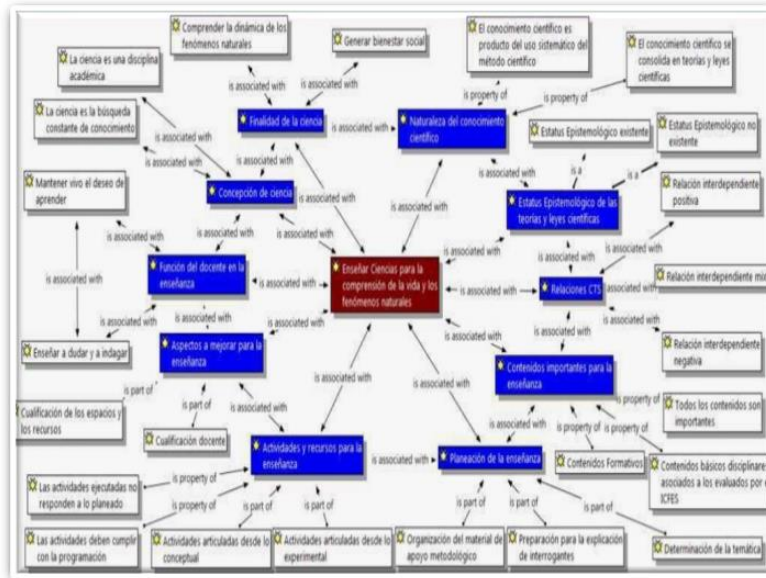 Comprender la dinámica de los
fenómenos naturales
Generar bienestar social
El conocimiento científico es
producto del uso sistemático del
método científico
El conocimiento científico se
consolida en teorías y leyes
científicas
La ciencia es una disciplina
académica
La ciencia es la búsqueda
constante de conocimiento
is associated with
is associated with
is property of
is property of
Finalidad de la ciencia
is associated with
Naturaleza del conocimiento
científico
Estatus Epistemológico existente
Estatus Epistemológico no
existente
is associated with
is associated with
is associated with
is associated with
is associated with
is associated with
is a
is a
Mantener vivo el deseo de
aprender
Concepción de ciencia
Estatus Epistemológico de las
teorías y leyes científicas
Relación interdependiente
positiva
is associated with
is associated with
is associated with
is associated with
is associated with
is associated with
Función del docente en la
enseñanza
is associated with
Enseñar Ciencias para la
comprensión de la vida y los
fenómenos naturales
is associated with
Relaciones CTS
associated with
Relación interdependiente
is associated with
is associated with
is associated with
is associated with
is associated with
is associated with
is associated with
Enseñar a dudar y a indagar
Aspectos a mejorar para la
enseñanza
Contenidos importantes para la
enseñanza
Relación interdependiente
negativa
is part of
is part of
is associated with
is associated with
is associated with
is associated with
is property of
is property of
is property of
Todos los contenidos son
importantes
Cualificación de los espacios y
los recursos
Cualificación docente
Actividades y recursos para la
enseñanza
is associated with
Planeación de la enseñanza
Contenidos Formativos
Contenidos básicos disciplinare
asociados a los evaluados por e
ICFES
Las actividades ejecutadas no
responden a lo planeado
is property of
is property of
is part of
is part of
is part of
is part of
is part of
Las actividades deben cumplir
con la programación
Actividades articuladas desde lo
conceptual
Actividades articuladas desde lo
experimental
Organización del material de
apoyo metodológico
Preparación para la explicación
de interrogantes
Determinación de la temática